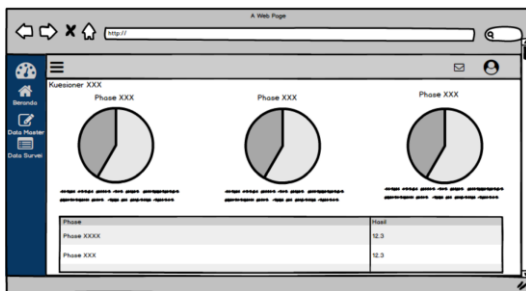 A Web Page
http://
Beranda
Data Master
Data Survei
Kuesioner XXX
Phase XXX
Phase XXX
Phase XXX
Phase Hasil
Phase XXXX 12.3
Phase XXX 12.3